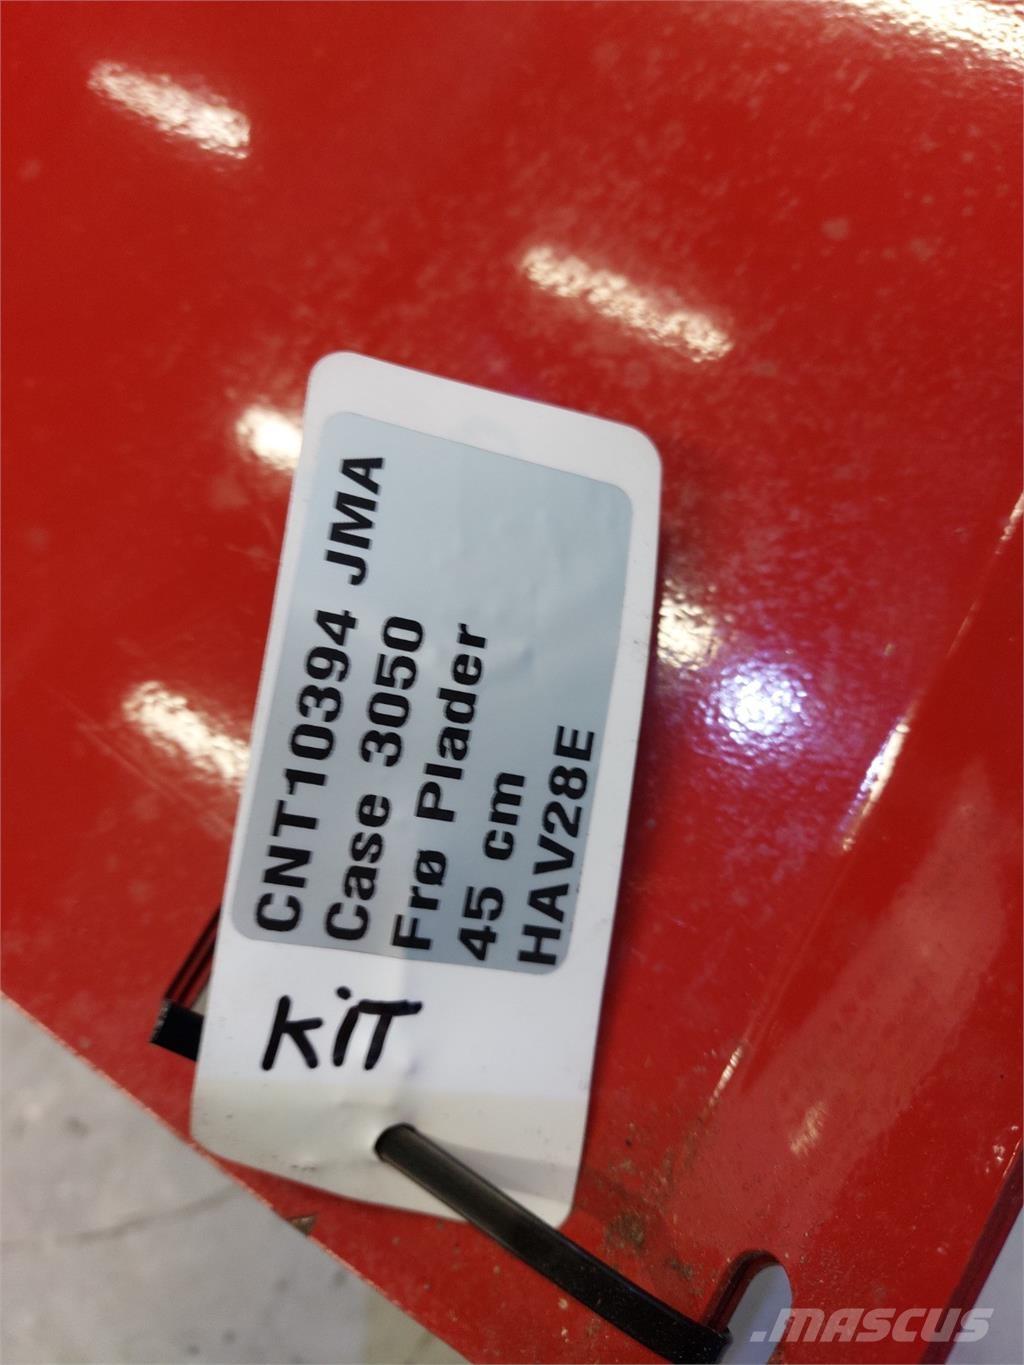 CNT10394 JMA
Case 3050
Frø Plader
45 cm
HAV28E
KiT
.MASCUS